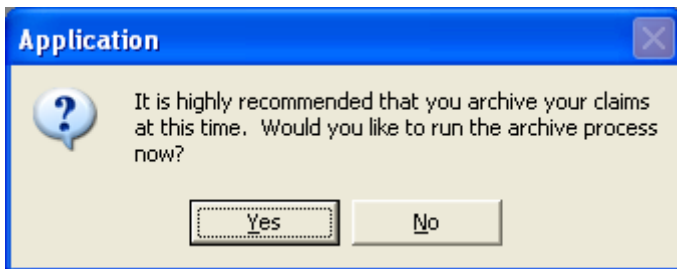 Application
It is highly recommended that you archive your claims
at this time.  Would you like to run the archive process
now?
Yes
No